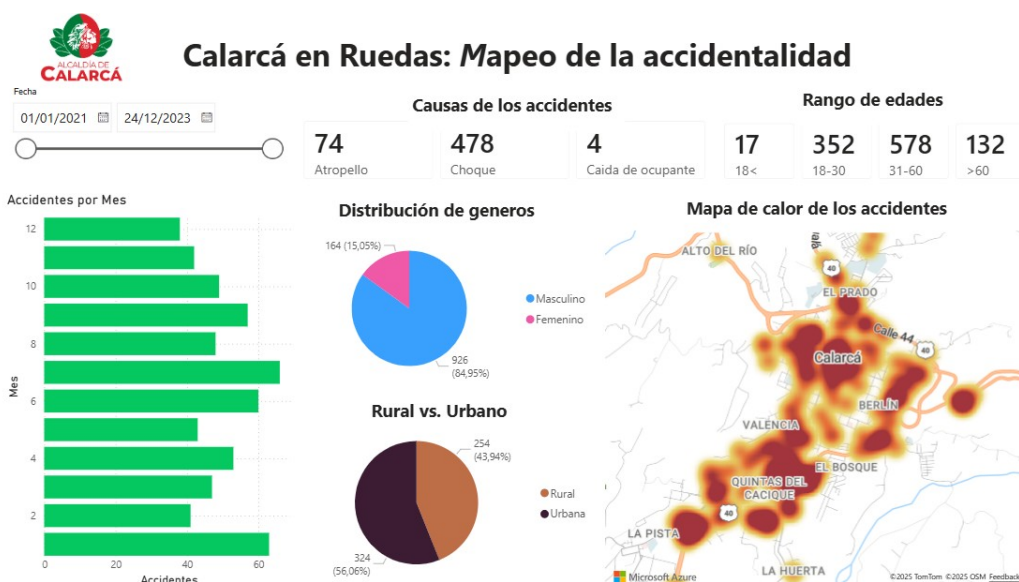 ALCALDÍA DE
CALARCÁ
Calarcá en Ruedas: Mapeo de la accidentalidad
Fecha
01/01/2021
24/12/2023
Causas de los accidentes
74
Atropello
478
Choque
4
Caida de ocupante
Rango de edades
17
18<
352
18-30
578
31-60
132
>60
Accidentes por Mes
12
10
8
6
4
2
Mes
0
20
40
60
Accidentes
Distribución de generos
164 (15,05%)
926
(84,95%)
Masculino
Femenino
Rural vs. Urbano
254
(43,94%)
324
(56,06%)
Rural
Urbana
Mapa de calor de los accidentes
ALTO DEL RÍO
40
EL PRADO
Calle 44
40
Calarcá
BERLÍN
VALENCIA
EL BOSQUE
QUINTAS DEL
CACIQUE
40
LA PISTA
LA HUERTA
Microsoft Azure
©2025 TomTom ©2025 OSM Feedback